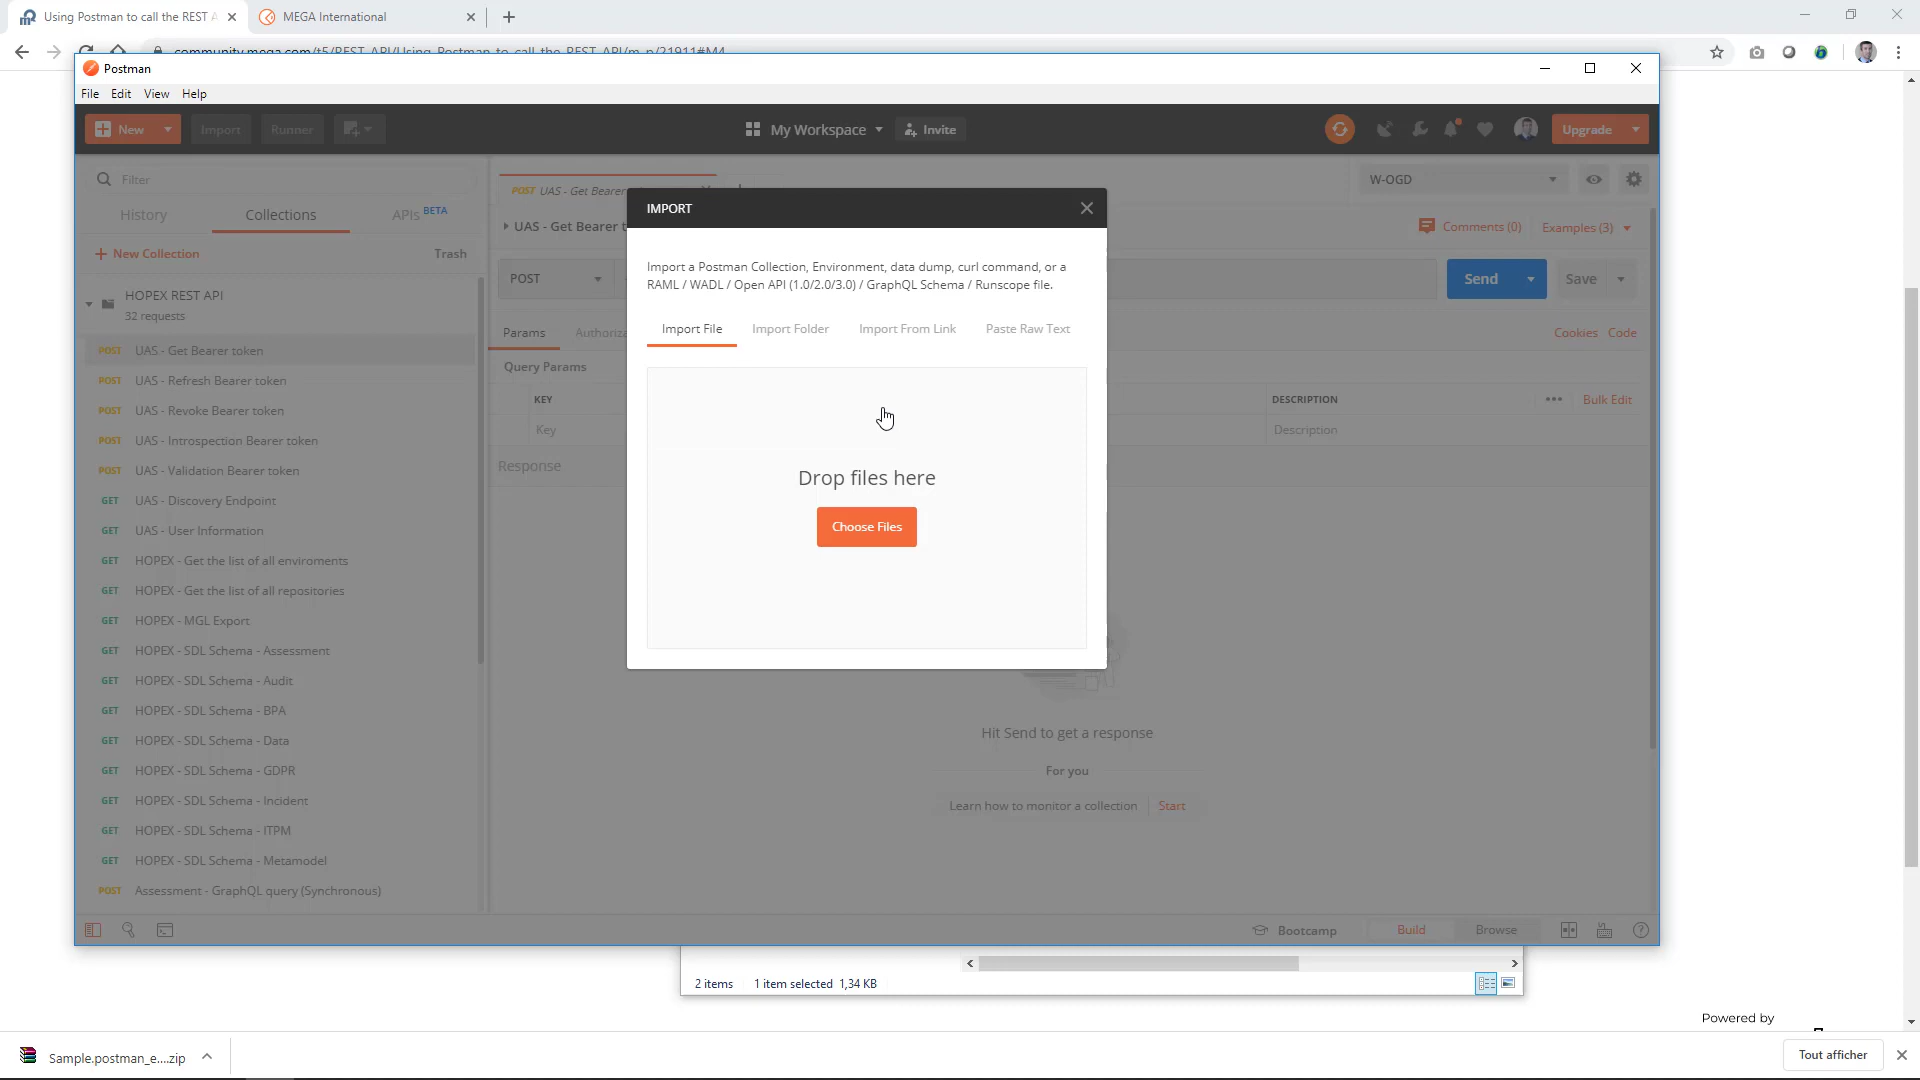 Using Postman to call the REST A
MEGA International
community.mega.com/t5/REST_API/Using_Postman_to_call_the_REST_API/m-p/21911#M4
Postman
File Edit View Help
New Import Runner My Workspace Invite Upgrade
Filter
History Collections APIs BETA
New Collection Trash
HOPEX REST API
32 requests
POST UAS - Get Bearer token
POST UAS - Refresh Bearer token
POST UAS - Revoke Bearer token
POST UAS - Introspection Bearer token
POST UAS - Validation Bearer token
GET UAS - Discovery Endpoint
GET UAS - User Information
GET HOPEX - Get the list of all enviroments
GET HOPEX - Get the list of all repositories
GET HOPEX - MGL Export
GET HOPEX - SDL Schema - Assessment
GET HOPEX - SDL Schema - Audit
GET HOPEX - SDL Schema - BPA
GET HOPEX - SDL Schema - Data
GET HOPEX - SDL Schema - GDPR
GET HOPEX - SDL Schema - Incident
GET HOPEX - SDL Schema - ITPM
GET HOPEX - SDL Schema - Metamodel
POST Assessment - GraphQL query (Synchronous)
POST UAS - Get Bearer
W-OGD
UAS - Get Bearer t
Comments (0) Examples (3)
POST Send Save
Params Authoriza Cookies Code
Query Params
KEY DESCRIPTION Bulk Edit
Key Description
Response
IMPORT
Import a Postman Collection, Environment, data dump, curl command, or a
RAML / WADL / Open API (1.0/2.0/3.0) / GraphQL Schema / Runscope file.
Import File Import Folder Import From Link Paste Raw Text
Drop files here
Choose Files
Hit Send to get a response
For you
Learn how to monitor a collection Start
Bootcamp Build Browse
2 items 1 item selected 1,34 KB
Powered by
Sample.postman_e....zip
Tout afficher